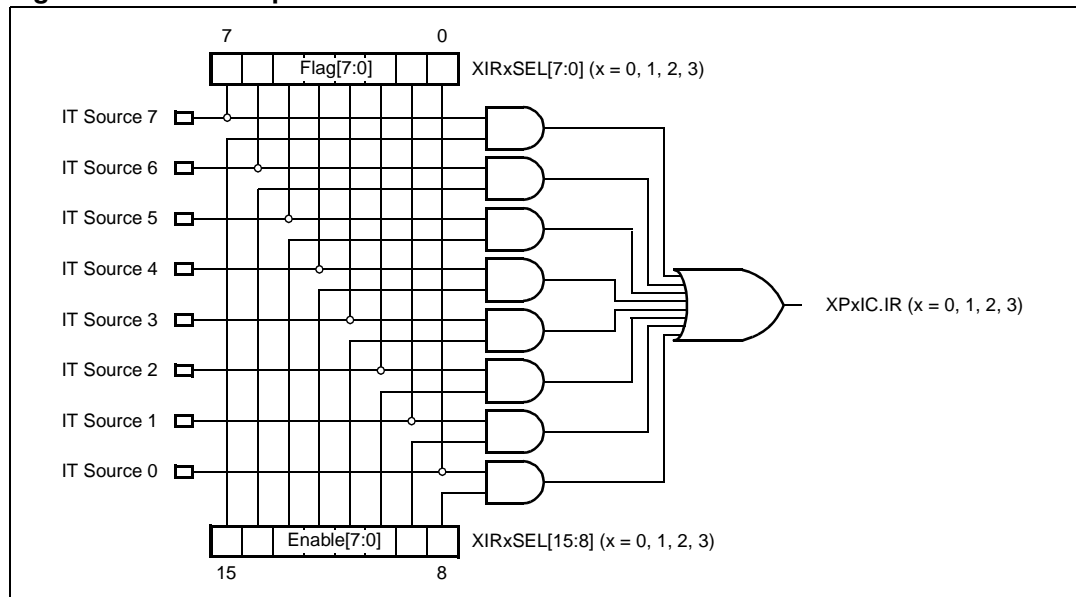 7 0
Flag[7:0] XIRxSEL[7:0] (x = 0, 1, 2, 3)
IT Source 7
IT Source 6
IT Source 5
IT Source 4
IT Source 3
XPxIC.IR (x = 0, 1, 2, 3)
IT Source 2
IT Source 1
IT Source 0
Enable[7:0] XIRxSEL[15:8] (x = 0, 1, 2, 3)
15 8